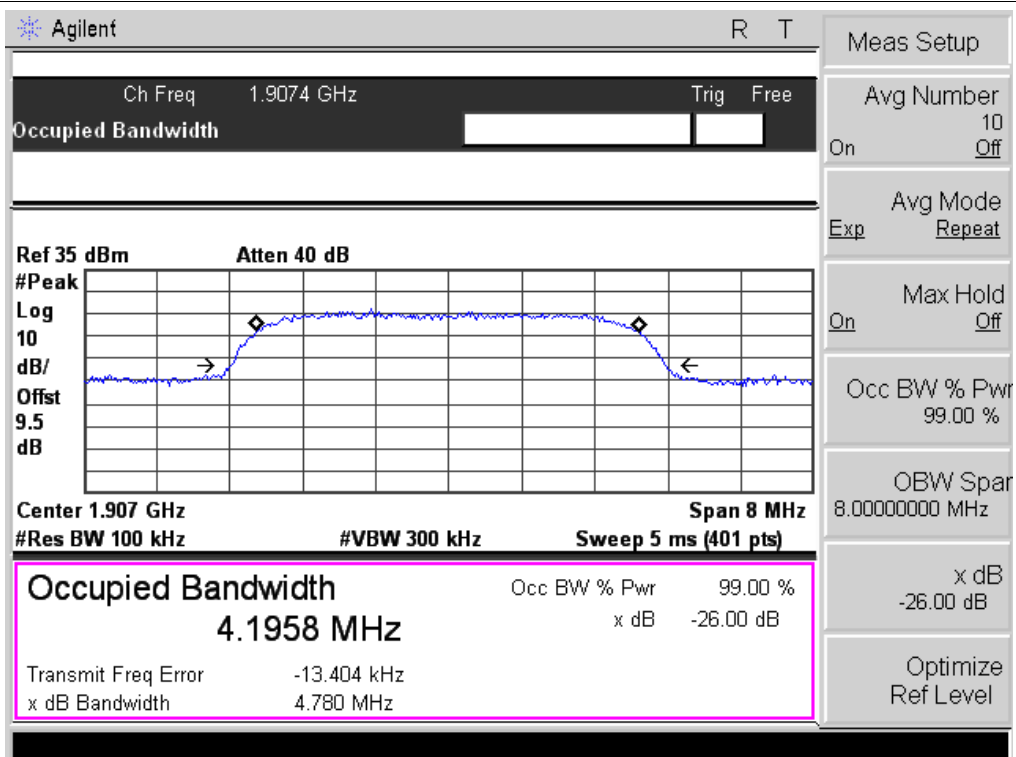 Agilent R T
Ch Freq 1.9074 GHz Trig Free
Occupied Bandwidth
Ref 35 dBm Atten 40 dB
#Peak
Log
10
dB/
Offst
9.5
dB
Center 1.907 GHz Span 8 MHz
#Res BW 100 kHz #VBW 300 kHz Sweep 5 ms (401 pts)
Occupied Bandwidth
4.1958 MHz
Occ BW % Pwr 99.00 %
x dB -26.00 dB
Transmit Freq Error -13.404 kHz
x dB Bandwidth 4.780 MHz
Meas Setup
Avg Number
10
On Off
Avg Mode
Exp Repeat
Max Hold
On Off
Occ BW % Pwr
99.00 %
OBW Span
8.00000000 MHz
x dB
-26.00 dB
Optimize
Ref Level